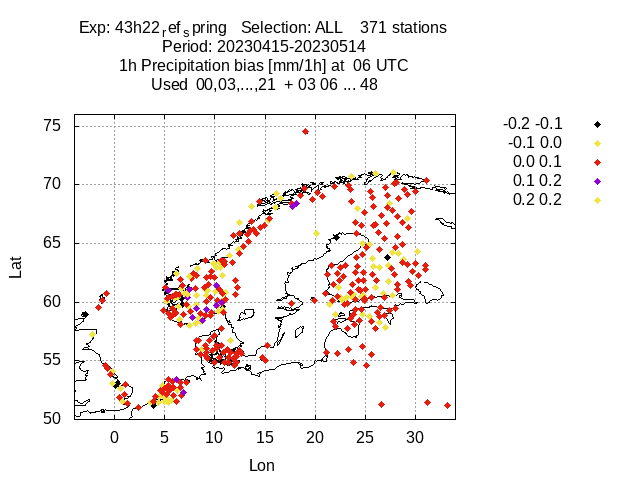 Exp: 43h22ref_spring   Selection: ALL    371 stations
Period: 20230415-20230514
1h Precipitation bias [mm/1h] at  06 UTC
Used  00,03,...,21  + 03 06 ... 48
-0.2 -0.1
-0.1 0.0
0.0 0.1
0.1 0.2
0.2 0.2
75
70
65
60
55
50
Lat
0 5 10 15 20 25 30
Lon